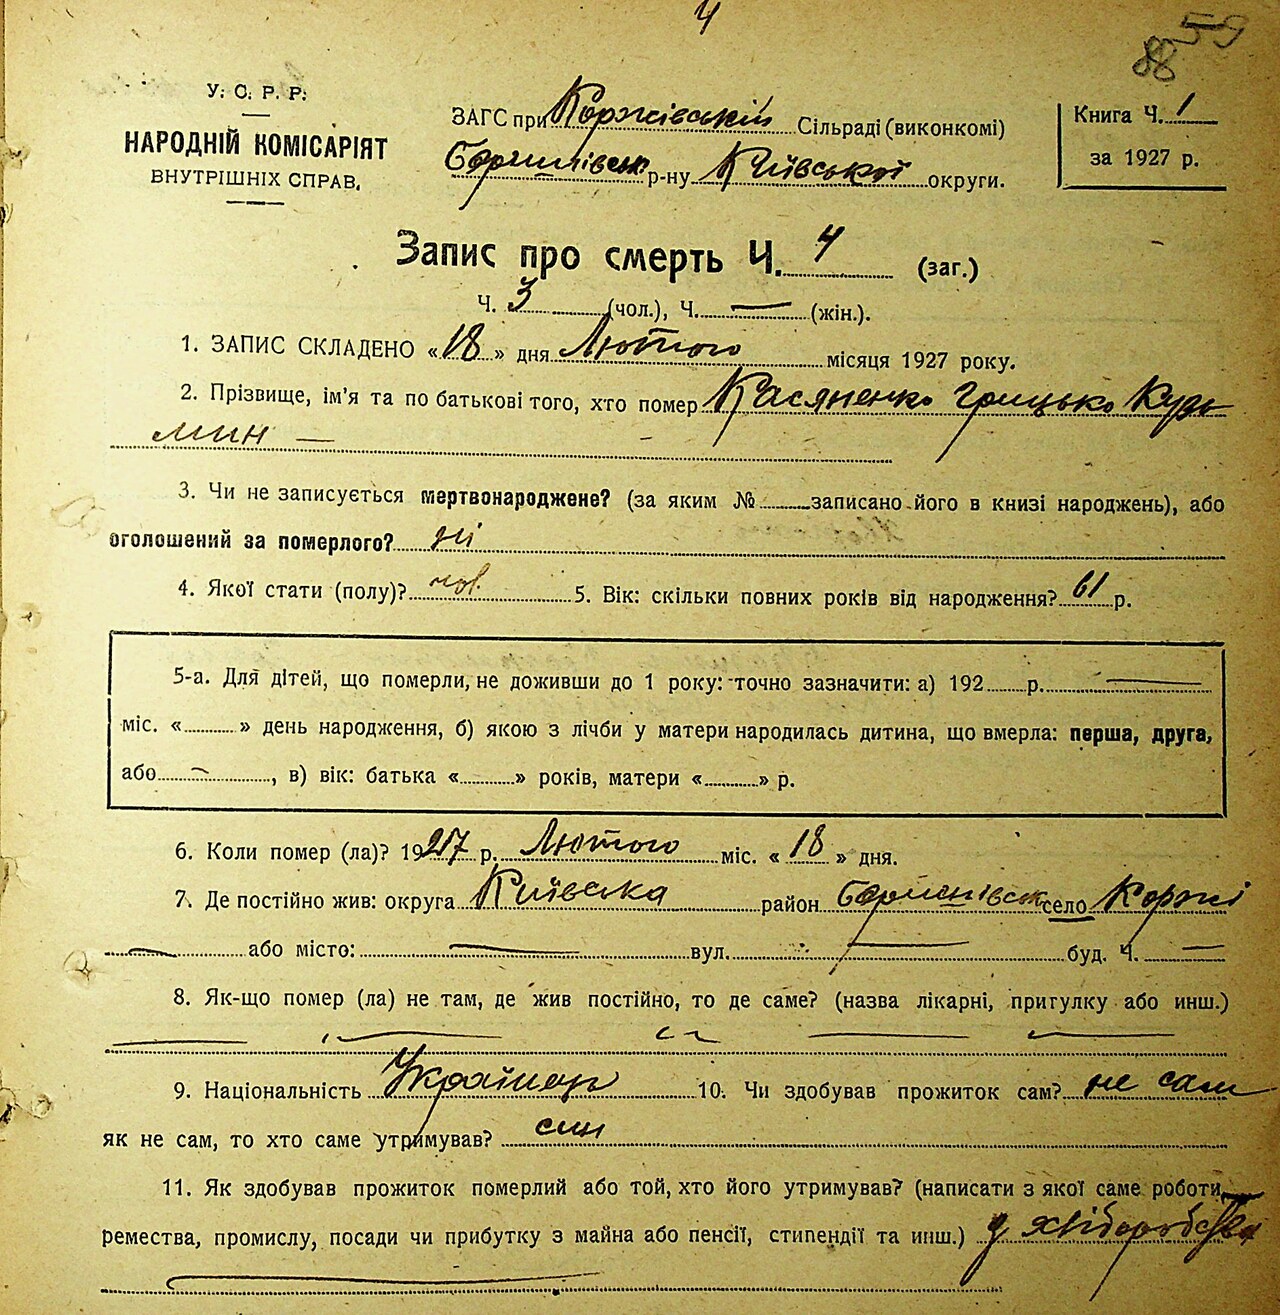 4
59
88
У. С. Р. Р.
НАРОДНІЙ КОМІСАРІЯТ
ВНУТРІШНІХ СПРАВ.
ЗАГС при Коржівській Сільраді (виконкомі)
р-ну Київської округи.
Книга Ч. 1
за 1927 р.
Запис про смерть Ч. 4 (заг.)
Ч. 3 (чол.), Ч. — (жін.).
1. ЗАПИС СКЛАДЕНО «18» дня Лютого місяця 1927 року.
2. Прізвище, ім'я та по батькові того, хто помер Касяненко Грицько Кузь
мин —
3. Чи не записується мертвонароджене? (за яким № записано його в книзі народжень), або
оголошений за померлого? ні
4. Якої стати (полу)? чов. 5. Вік: скільки повних років від народження? 61 р.
5-а. Для дітей, що померли, не доживши до 1 року: точно зазначити: а) 192 р. —
міс. « » день народження, б) якою з лічби у матери народилась дитина, що вмерла: перша, друга,
або —, в) вік: батька « » років, матери « » р.
6. Коли помер (ла)? 1927 р. Лютого міс. «18» дня.
7. Де постійно жив: округа Київська район село Коржі
— або місто: — вул. — буд. Ч. —
8. Як-що помер (ла) не там, де жив постійно, то де саме? (назва лікарні, пригулку або инш.)
9. Національність Українець 10. Чи здобував прожиток сам? не сам
як не сам, то хто саме утримував? син
11. Як здобував прожиток померлий або той, хто його утримував? (написати з якої саме роботи,
ремества, промислу, посади чи прибутку з майна або пенсії, стипендії та инш.) з хліборобства